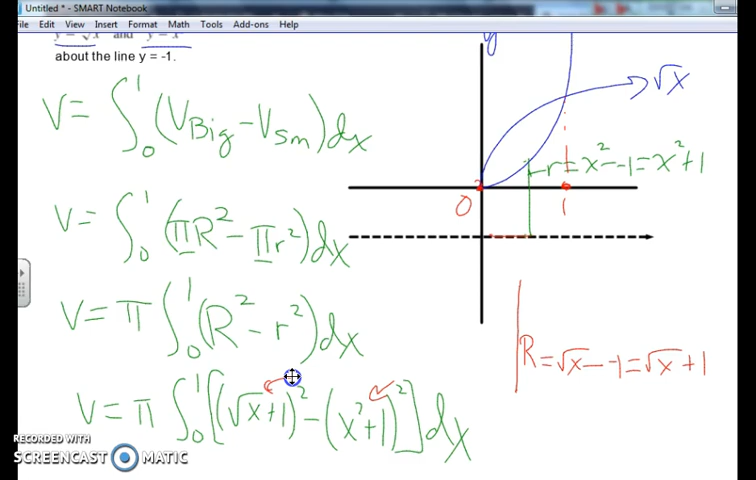 Untitled * - SMART Notebook
File Edit View Insert Format Math Tools Add-ons Help
y = √x and y = x²
about the line y = -1.
V= ∫₀¹ (V_Big - V_Sm) dx
V= ∫₀¹ (πR² - πr²) dx
V= π ∫₀¹ (R² - r²) dx
V= π ∫₀¹ [(√x+1)² - (x²+1)²] dx
y
√x
r = x² - -1 = x²+1
0
1
R = √x - -1 = √x +1
RECORDED WITH
SCREENCAST MATIC